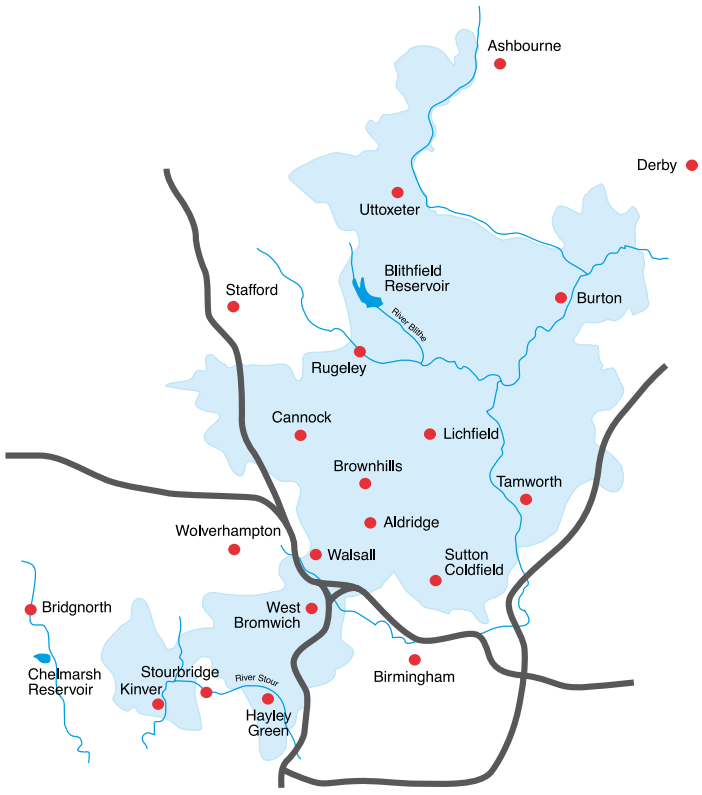 Ashbourne
Derby
Uttoxeter
Blithfield
Reservoir
Stafford
Burton
River Blithe
Rugeley
Cannock
Lichfield
Brownhills
Tamworth
Aldridge
Wolverhampton
Walsall
Sutton
Coldfield
Bridgnorth
West
Bromwich
Chelmarsh
Reservoir
Stourbridge
Kinver
River Stour
Birmingham
Hayley
Green